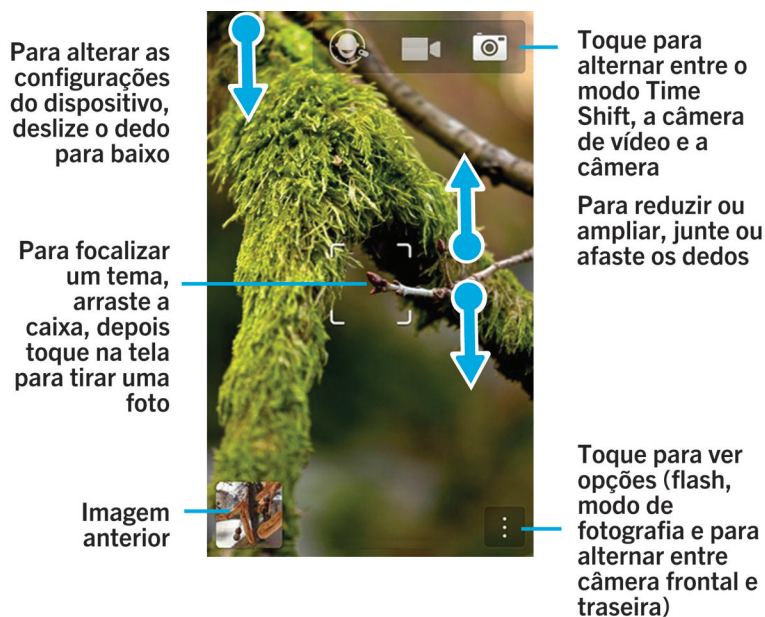 Para alterar as
configurações
do dispositivo,
deslize o dedo
para baixo
Para focalizar
um tema,
arraste a
caixa, depois
toque na tela
para tirar uma
foto
Imagem
anterior
Toque para
alternar entre o
modo Time
Shift, a câmera
de vídeo e a
câmera
Para reduzir ou
ampliar, junte ou
afaste os dedos
Toque para ver
opções (flash,
modo de
fotografia e para
alternar entre
câmera frontal e
traseira)